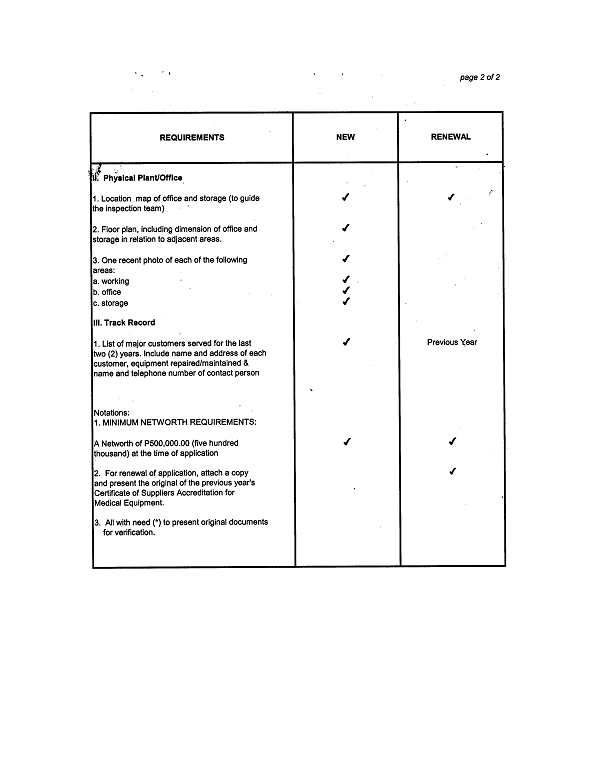 page 2 of 2
REQUIREMENTS NEW RENEWAL
II. Physical Plant/Office
1. Location map of office and storage (to guide ✓ ✓
the inspection team)
2. Floor plan, including dimension of office and ✓
storage in relation to adjacent areas.
3. One recent photo of each of the following ✓
areas:
a. working ✓
b. office ✓
c. storage ✓
III. Track Record
1. List of major customers served for the last ✓ Previous Year
two (2) years. Include name and address of each
customer, equipment repaired/maintained &
name and telephone number of contact person
Notations:
1. MINIMUM NETWORTH REQUIREMENTS:
A Networth of P500,000.00 (five hundred ✓ ✓
thousand) at the time of application
2. For renewal of application, attach a copy ✓
and present the original of the previous year's
Certificate of Suppliers Accreditation for
Medical Equipment.
3. All with need (*) to present original documents
for verification.